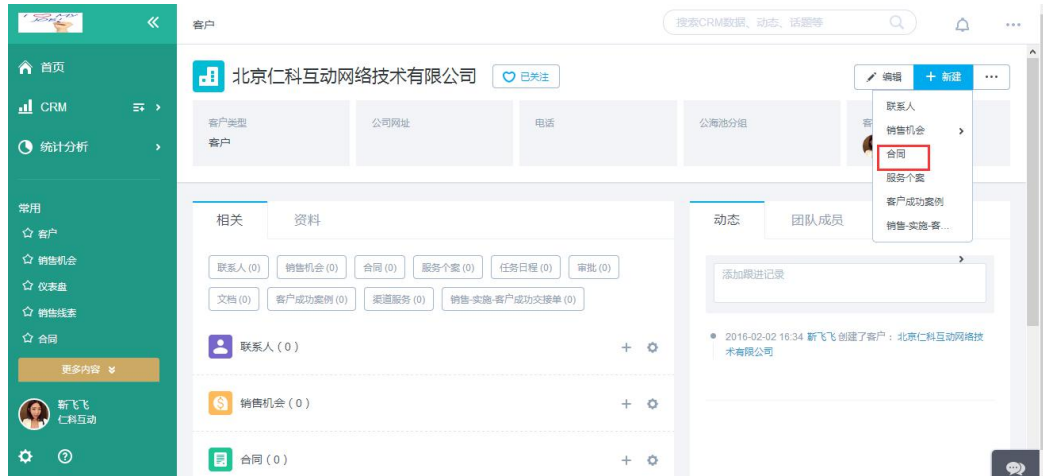 客户
搜索CRM数据、动态、话题等
首页
CRM
统计分析
常用
客户
销售机会
仪表盘
销售线索
合同
更多内容
靳飞飞
仁科互动
北京仁科互动网络技术有限公司
已关注
编辑
新建
客户类型
公司网址
电话
公海池分组
客
客户
联系人
销售机会
合同
服务个案
客户成功案例
销售-实施-客...
相关
资料
联系人 (0)
销售机会 (0)
合同 (0)
服务个案 (0)
任务日程 (0)
审批 (0)
文档 (0)
客户成功案例 (0)
渠道服务 (0)
销售-实施-客户成功交接单 (0)
联系人 ( 0 )
销售机会 ( 0 )
合同 ( 0 )
动态
团队成员
添加跟进记录
2016-02-02 16:34 靳飞飞 创建了客户： 北京仁科互动网络技
术有限公司